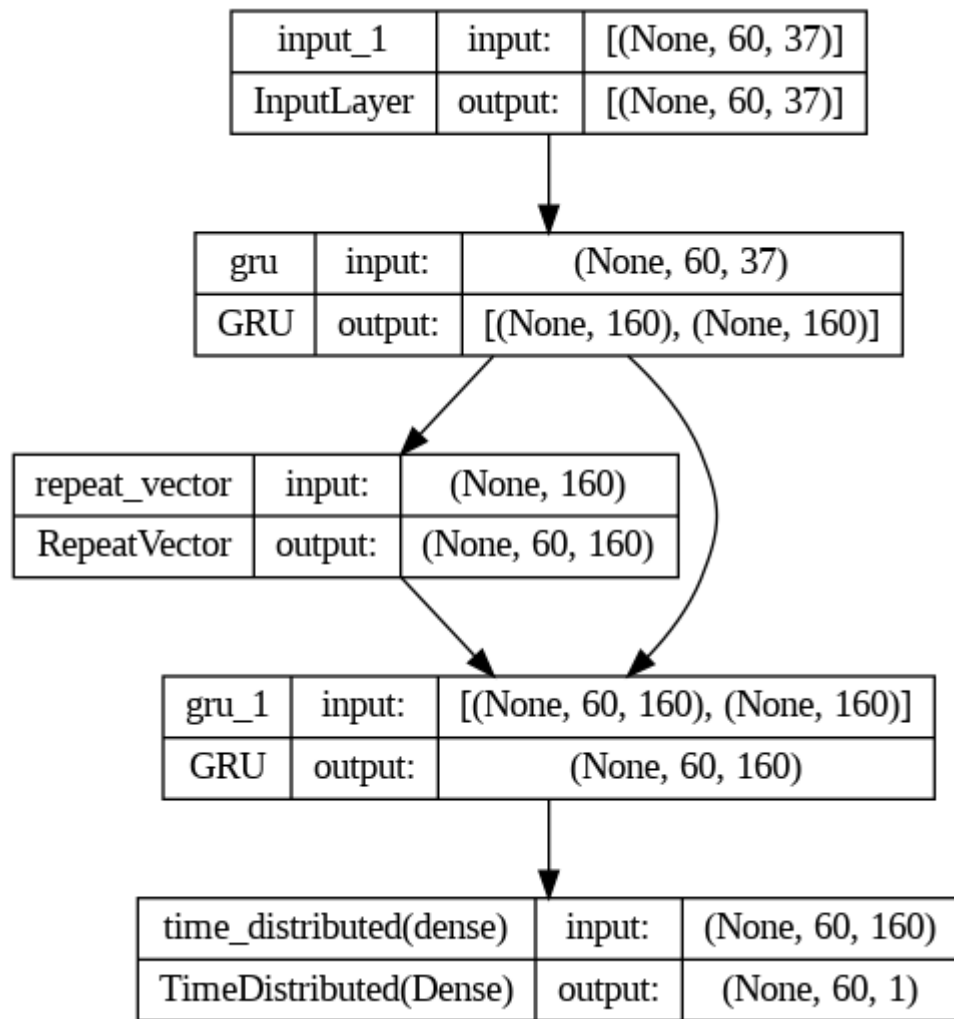 input_1 input: [(None, 60, 37)]
InputLayer output: [(None, 60, 37)]
gru input: (None, 60, 37)
GRU output: [(None, 160), (None, 160)]
repeat_vector input: (None, 160)
RepeatVector output: (None, 60, 160)
gru_1 input: [(None, 60, 160), (None, 160)]
GRU output: (None, 60, 160)
time_distributed(dense) input: (None, 60, 160)
TimeDistributed(Dense) output: (None, 60, 1)